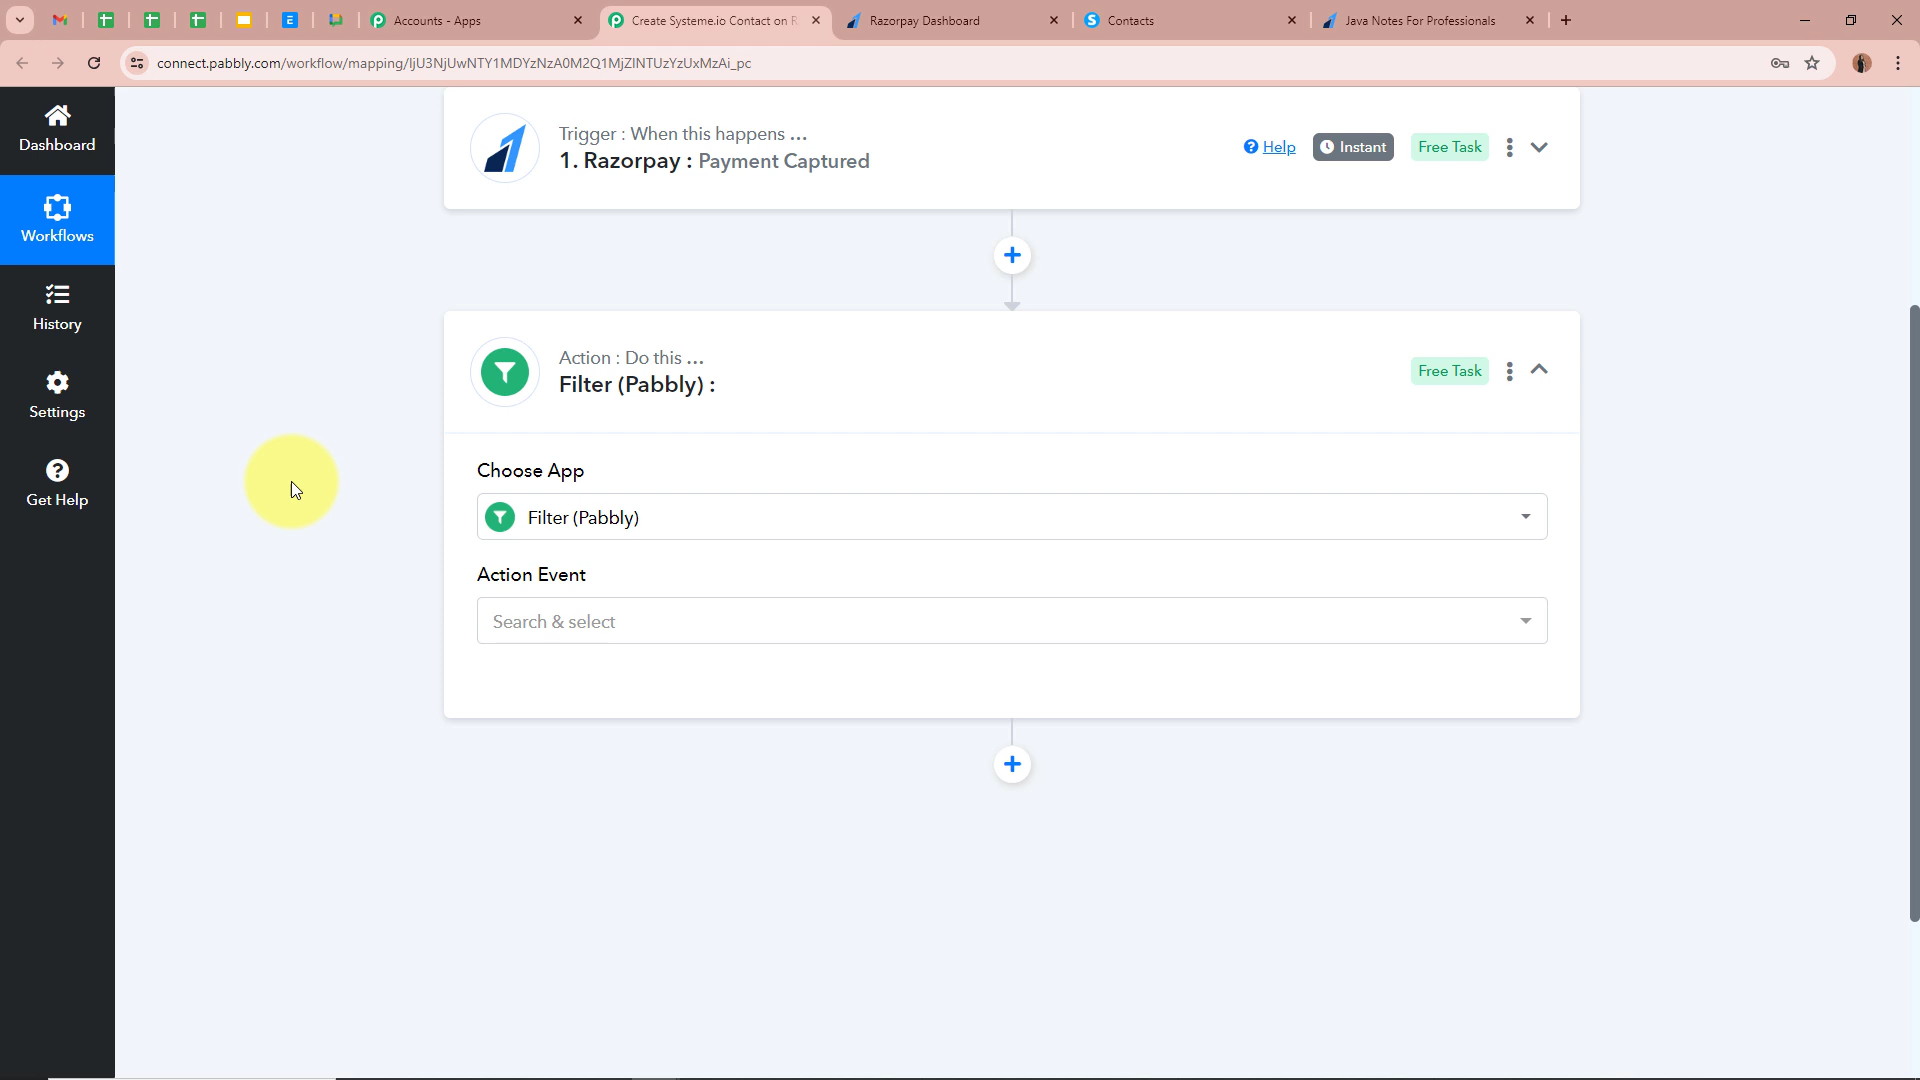 Accounts - Apps
Create Systeme.io Contact on R
Razorpay Dashboard
Contacts
Java Notes For Professionals
connect.pabbly.com/workflow/mapping/IjU3NjUwNTY1MDYzNzA0M2Q1MjZlNTUzYzUxMzAi_pc
Dashboard
Workflows
History
Settings
Get Help
Trigger : When this happens ...
1. Razorpay : Payment Captured
Help
Instant
Free Task
Action : Do this ...
Filter (Pabbly) :
Free Task
Choose App
Filter (Pabbly)
Action Event
Search & select